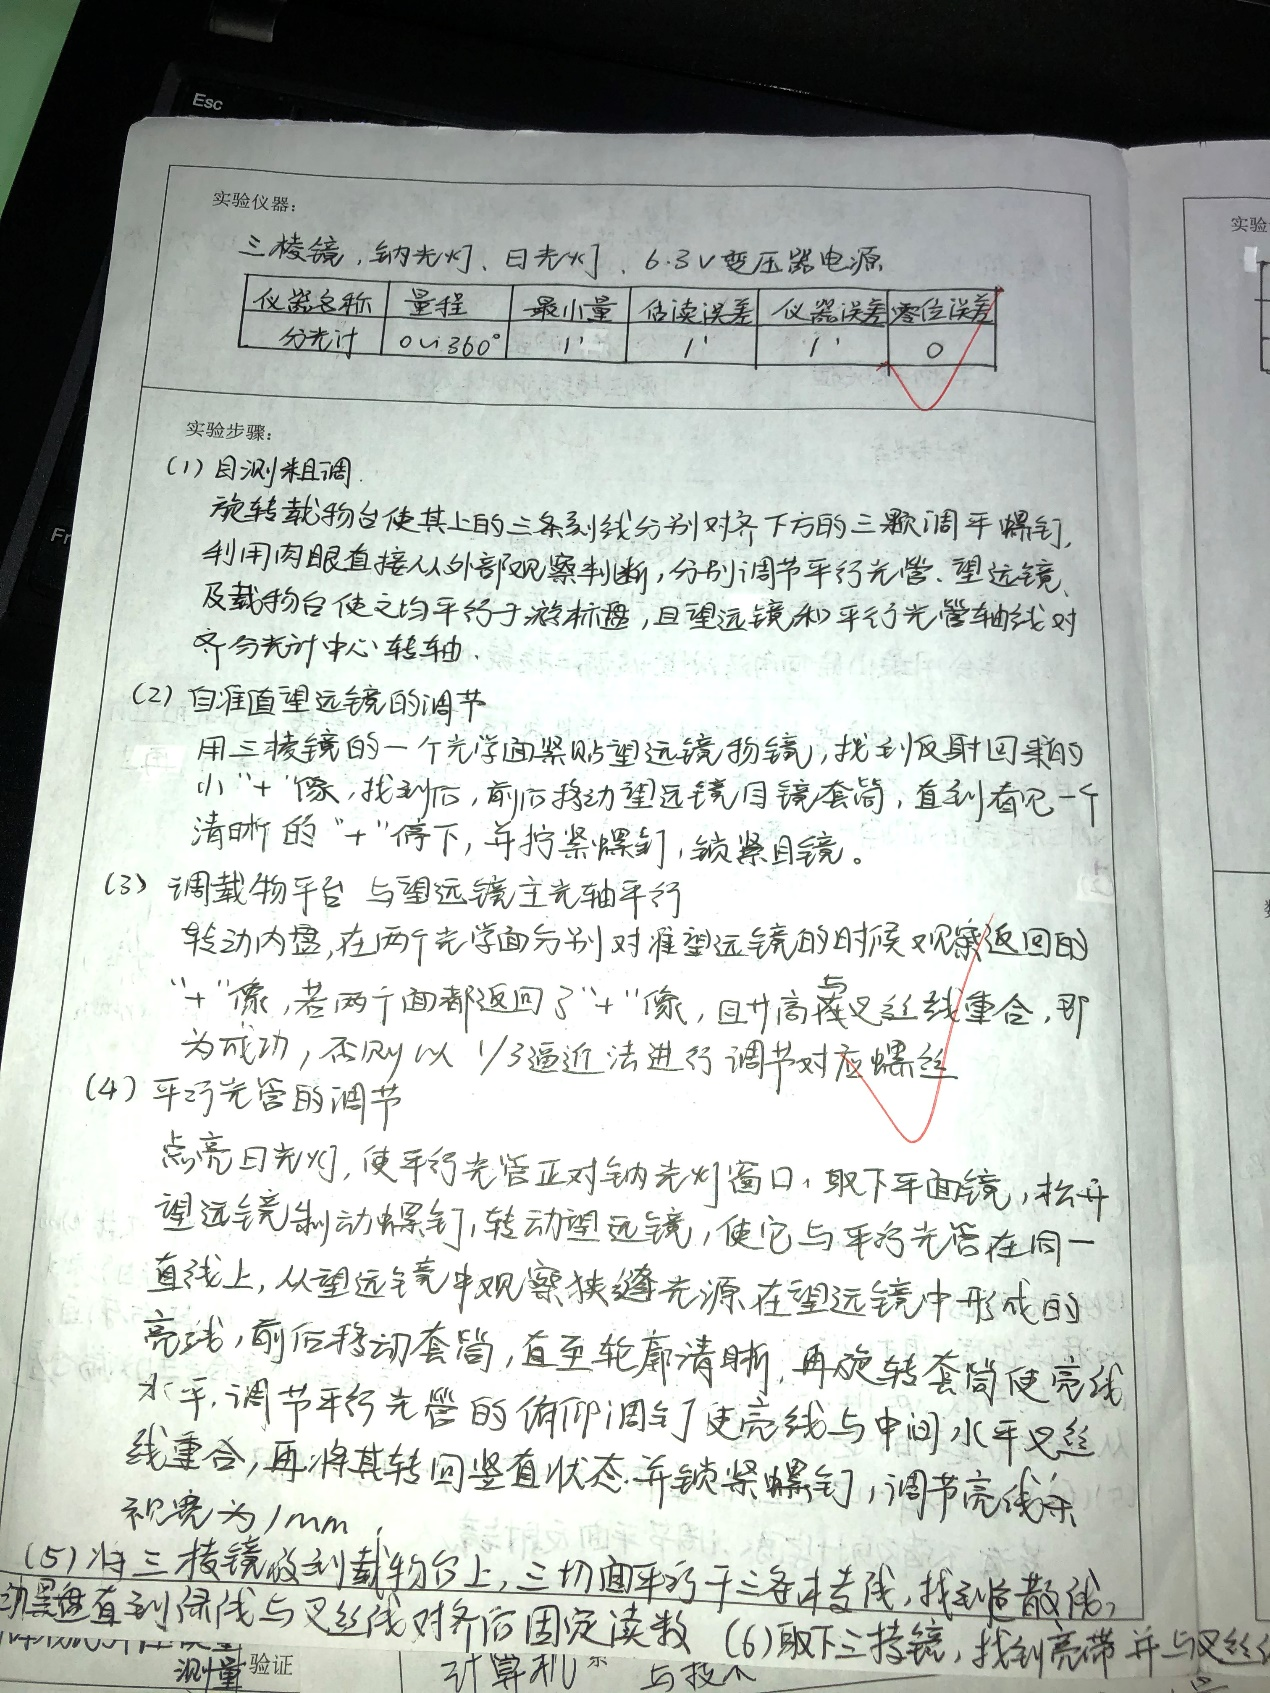 Esc
实验仪器：
三棱镜、钠光灯、日光灯、6.3V变压器电源
仪器名称 量程 最小量 估读误差 仪器误差 零位误差
分光计 0~360° 1' 1' 1' 0
实验步骤：
(1) 目测粗调.
旋转载物台使其上的三条刻线分别对齐下方的三颗调平螺钉,
利用肉眼直接从外部观察判断,分别调节平行光管、望远镜、
及载物台使之均平行于游标盘,且望远镜和平行光管轴线对
齐分光计中心转轴.
(2) 自准直望远镜的调节
用三棱镜的一个光学面紧贴望远镜物镜,找到反射回来的
小"+"像,找到后,前后移动望远镜目镜套筒,直到看见一个
清晰的"+"停下,并拧紧螺钉,锁紧目镜。
(3) 调载物平台与望远镜主光轴平行
转动内盘,在两个光学面分别对准望远镜的时候观察返回的
"+"像,若两个面都返回了"+"像,且升高与叉丝线重合,即
为成功,否则以1/3逼近法进行调节对应螺丝
(4) 平行光管的调节
点亮日光灯,使平行光管正对钠光灯窗口,取下平面镜,松开
望远镜制动螺钉,转动望远镜,使它与平行光管在同一
直线上,从望远镜中观察狭缝光源在望远镜中形成的
亮线,前后移动套筒,直至轮廓清晰,再旋转套筒使亮线
水平,调节平行光管的俯仰调钉使亮线与中间水平叉丝
线重合,再将其转回竖直状态.并锁紧螺钉,调节亮线
视宽为1mm.
(5) 将三棱镜放到载物台上,三切面平行于三条线,找到色散线,
动黑盘直到绿线与叉丝线对齐后固定读数 (6)取下三棱镜,找到亮带并与叉丝
测量 验证
计算机 系 与技术
实验
Fn